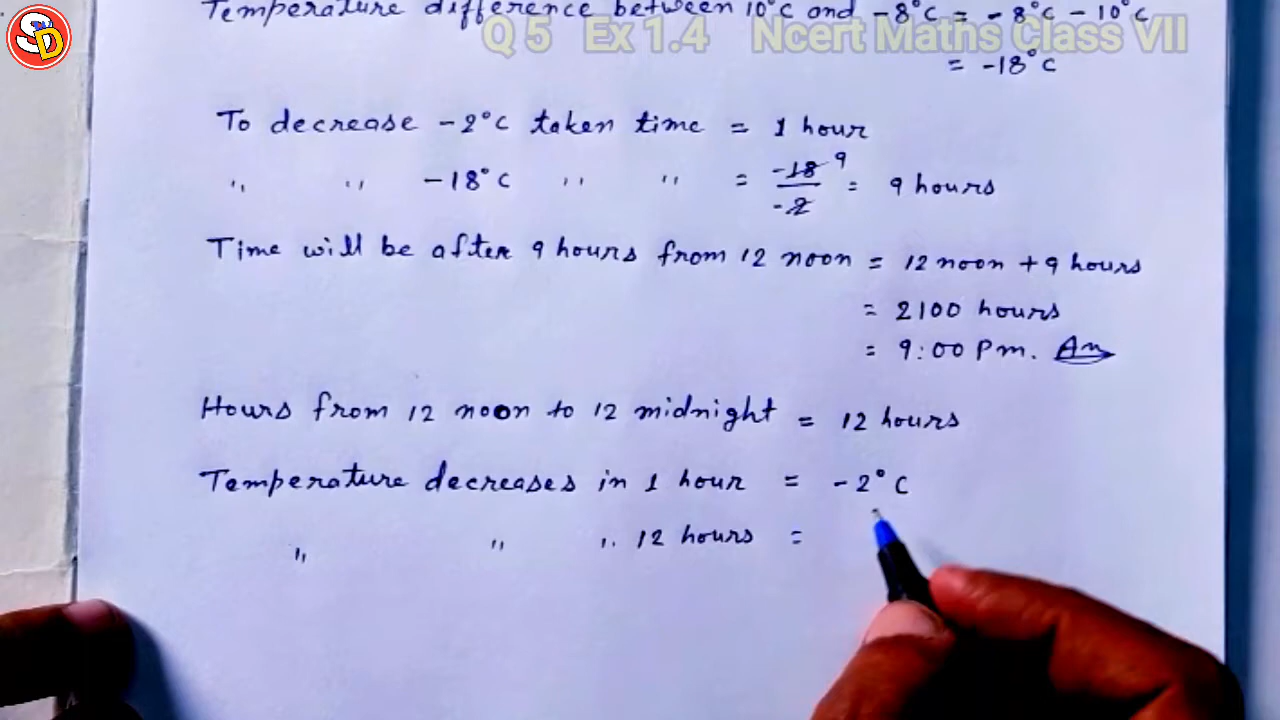 SD
Temperature difference between 10°C and -8°C = -8°C - 10°C
Q 5 Ex 1.4 Ncert Maths Class VII
= -18°C
To decrease -2°C taken time = 1 hour
" " -18°C " " = -18/-2 9 = 9 hours
Time will be after 9 hours from 12 noon = 12 noon + 9 hours
= 2100 hours
= 9:00 Pm. Ans
Hours from 12 noon to 12 midnight = 12 hours
Temperature decreases in 1 hour = -2°C
" " " 12 hours =